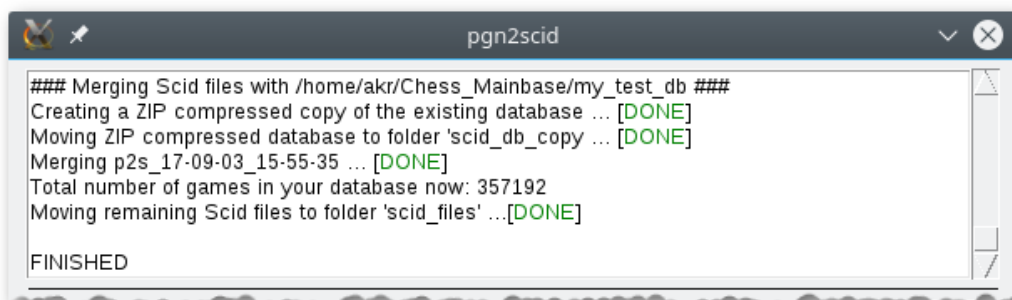 pgn2scid
### Merging Scid files with /home/akr/Chess_Mainbase/my_test_db ###
Creating a ZIP compressed copy of the existing database ... [DONE]
Moving ZIP compressed database to folder 'scid_db_copy ... [DONE]
Merging p2s_17-09-03_15-55-35 ... [DONE]
Total number of games in your database now: 357192
Moving remaining Scid files to folder 'scid_files' ...[DONE]
FINISHED